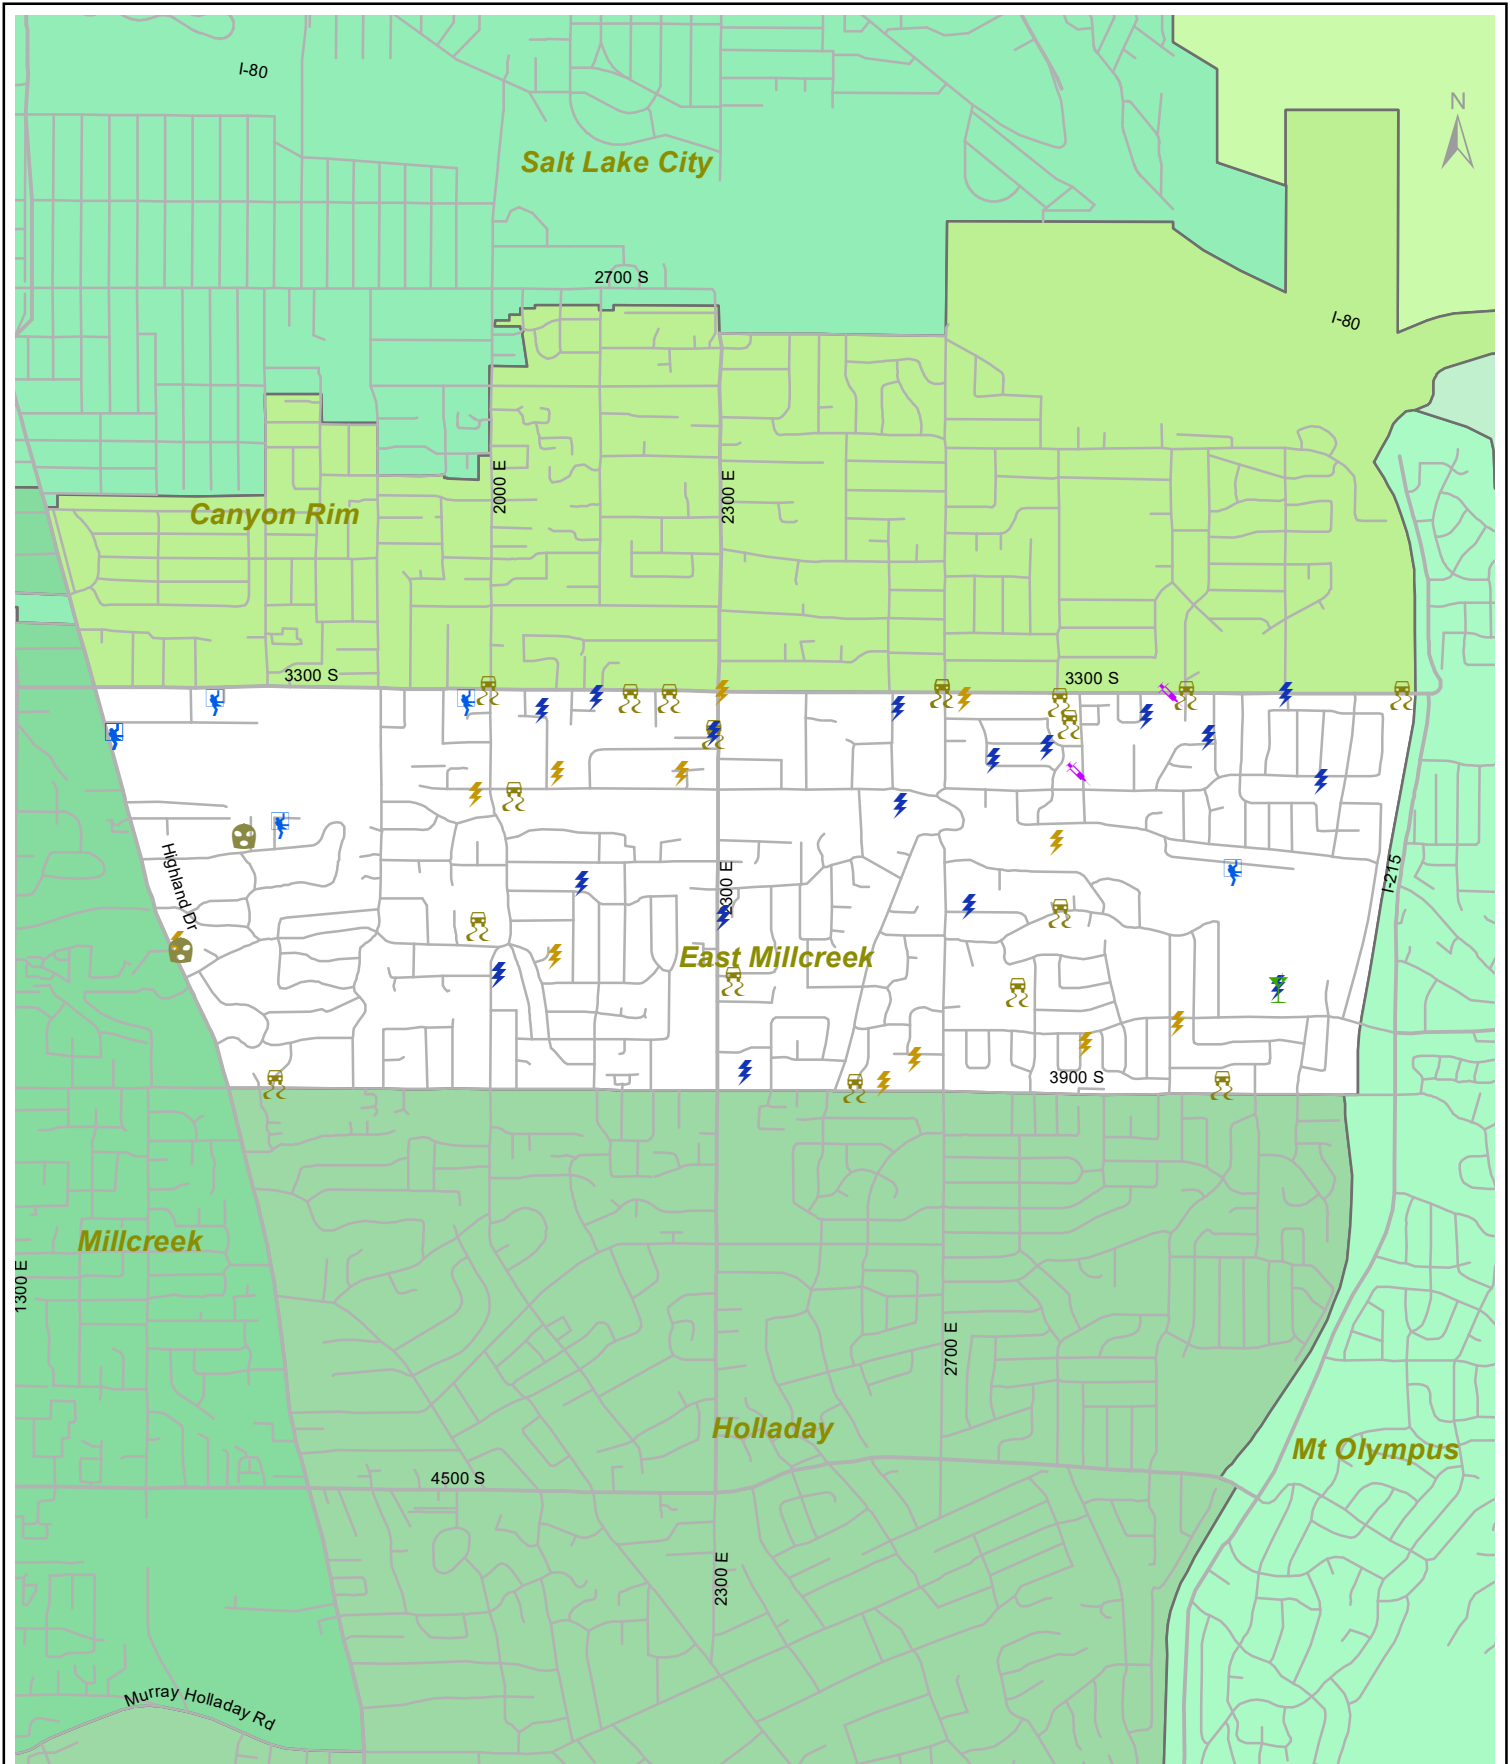 I-80
N
Salt Lake City
2700 S
I-80
2000 E
2300 E
Canyon Rim
3300 S
3300 S
Highland Dr
2300 E
I-215
East Millcreek
3900 S
Millcreek
1300 E
2700 E
Holladay
Mt Olympus
4500 S
2300 E
Murray Holladay Rd